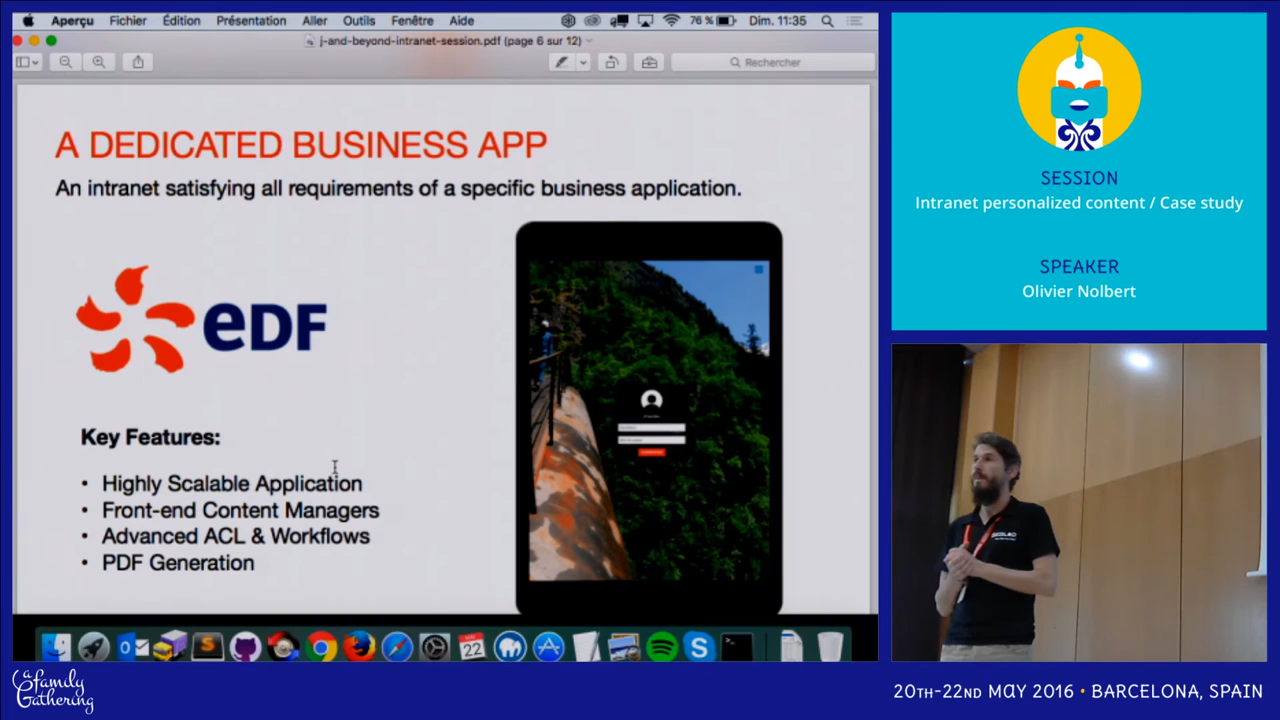 Aperçu Fichier Édition Présentation Aller Outils Fenêtre Aide 76 % Dim. 11:35
j-and-beyond-intranet-session.pdf (page 6 sur 12)
Rechercher
A DEDICATED BUSINESS APP
An intranet satisfying all requirements of a specific business application.
eDF
Key Features:
• Highly Scalable Application
• Front-end Content Managers
• Advanced ACL & Workflows
• PDF Generation
MAI
22
SESSION
Intranet personalized content / Case study
SPEAKER
Olivier Nolbert
a family
Gathering
20TH-22ND MAY 2016 • BARCELONA, SPAIN